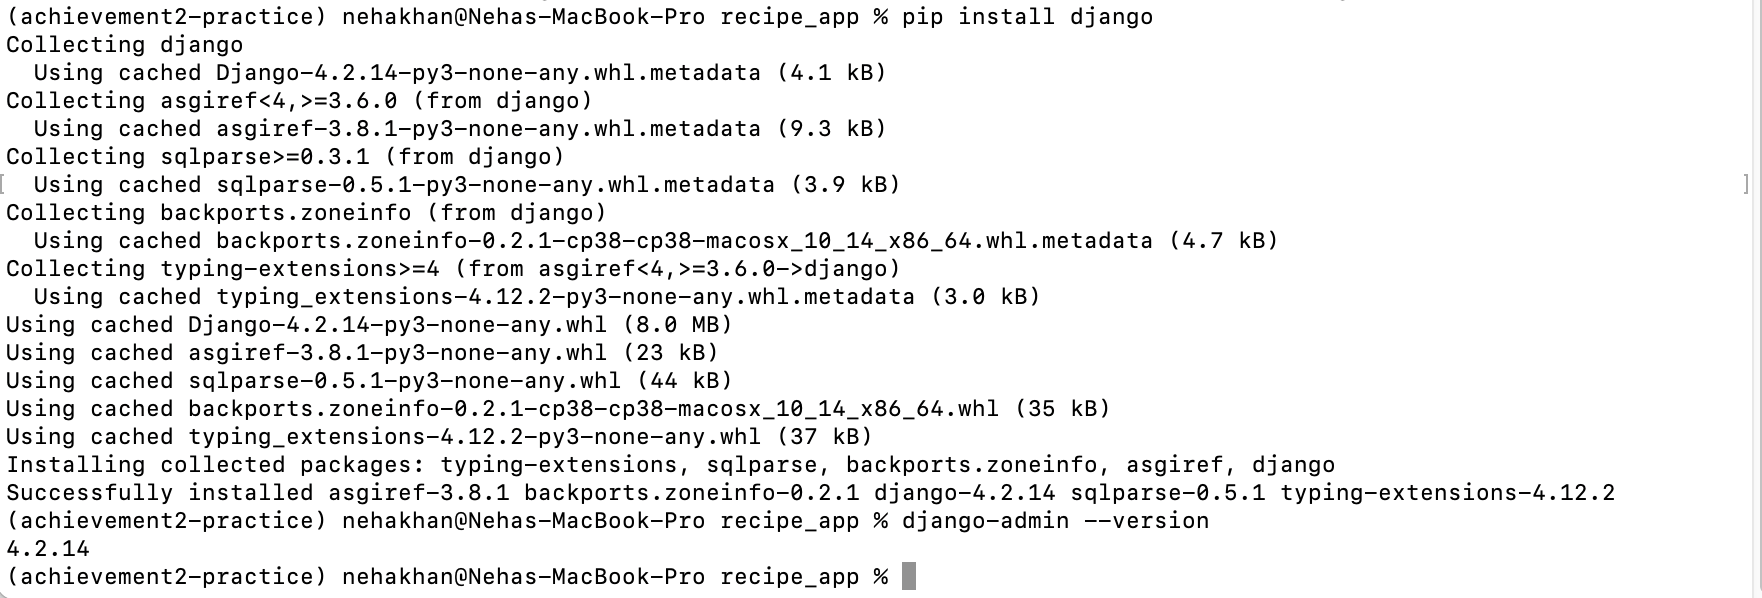 (achievement2-practice) nehakhan@Nehas-MacBook-Pro recipe_app % pip install django
Collecting django
  Using cached Django-4.2.14-py3-none-any.whl.metadata (4.1 kB)
Collecting asgiref<4,>=3.6.0 (from django)
  Using cached asgiref-3.8.1-py3-none-any.whl.metadata (9.3 kB)
Collecting sqlparse>=0.3.1 (from django)
[  Using cached sqlparse-0.5.1-py3-none-any.whl.metadata (3.9 kB) ]
Collecting backports.zoneinfo (from django)
  Using cached backports.zoneinfo-0.2.1-cp38-cp38-macosx_10_14_x86_64.whl.metadata (4.7 kB)
Collecting typing-extensions>=4 (from asgiref<4,>=3.6.0->django)
  Using cached typing_extensions-4.12.2-py3-none-any.whl.metadata (3.0 kB)
Using cached Django-4.2.14-py3-none-any.whl (8.0 MB)
Using cached asgiref-3.8.1-py3-none-any.whl (23 kB)
Using cached sqlparse-0.5.1-py3-none-any.whl (44 kB)
Using cached backports.zoneinfo-0.2.1-cp38-cp38-macosx_10_14_x86_64.whl (35 kB)
Using cached typing_extensions-4.12.2-py3-none-any.whl (37 kB)
Installing collected packages: typing-extensions, sqlparse, backports.zoneinfo, asgiref, django
Successfully installed asgiref-3.8.1 backports.zoneinfo-0.2.1 django-4.2.14 sqlparse-0.5.1 typing-extensions-4.12.2
(achievement2-practice) nehakhan@Nehas-MacBook-Pro recipe_app % django-admin --version
4.2.14
(achievement2-practice) nehakhan@Nehas-MacBook-Pro recipe_app %